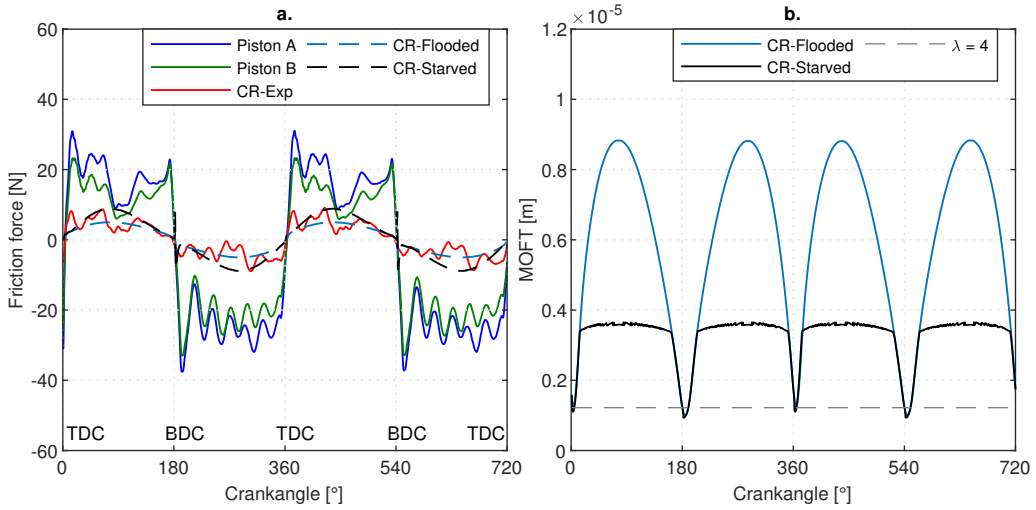 a.
Piston A
Piston B
CR-Exp
CR-Flooded
CR-Starved
Friction force [N]
60
40
20
0
-20
-40
-60
TDC BDC TDC BDC TDC
0 180 360 540 720
Crankangle [°]
b.
×10⁻⁵
CR-Flooded
CR-Starved
λ = 4
MOFT [m]
1.2
1
0.8
0.6
0.4
0.2
0
0 180 360 540 720
Crankangle [°]